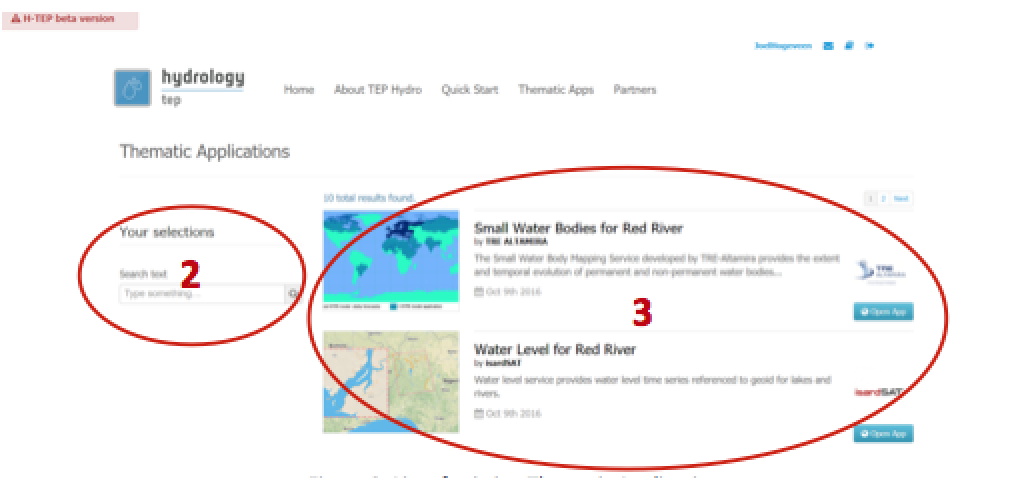 H-TEP beta version
hydrology
tep
Home About TEP Hydro Quick Start Thematic Apps Partners
Thematic Applications
10 total results found.
1 2 Next
Your selections
Search text
Type something...
2
Small Water Bodies for Red River
by TRE ALTAMIRA
The Small Water Body Mapping Service developed by TRE-Altamira provides the extent
and temporal evolution of permanent and non-permanent water bodies...
Oct 9th 2016
TRE
ALTAMIRA
Open App
3
Water Level for Red River
by isardSAT
Water level service provides water level time series referenced to geoid for lakes and
rivers.
Oct 9th 2016
isardSAT
Open App